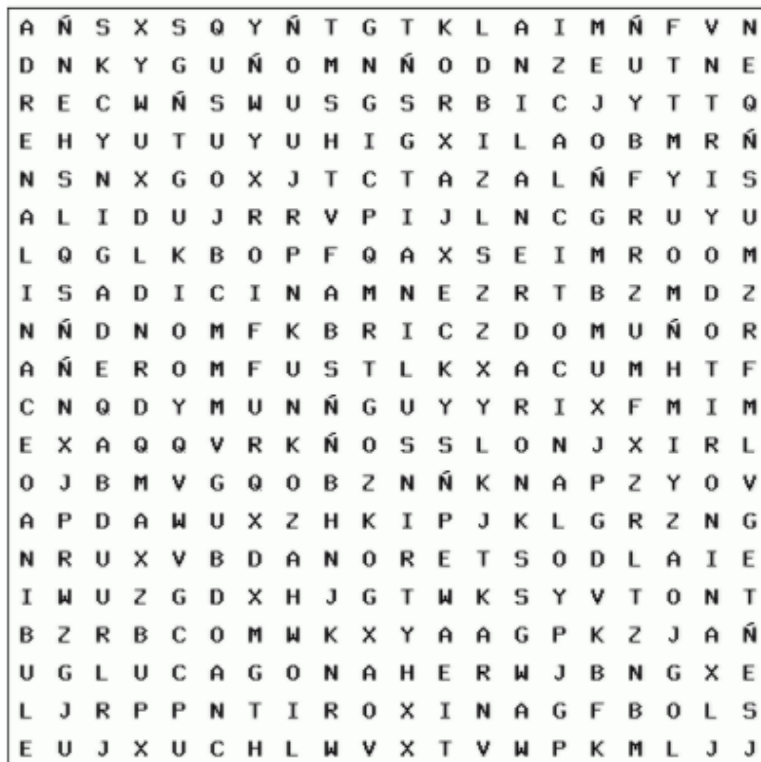 A Ñ S X S Q Y Ñ T G T K L A I M Ñ F V N
D N K Y G U Ñ O M N Ñ O D N Z E U T N E
R E C W Ñ S W U S G S R B I C J Y T T Q
E H Y U T U Y U H I G X I L A O B M R Ñ
N S N X G O X J T C T A Z A L Ñ F Y I S
A L I D U J R R V P I J L N C G R U Y U
L Q G L K B O P F Q A X S E I M R O O M
I S A D I C I N A M N E Z R T B Z M D Z
N Ñ D N O M F K B R I C Z D O M U Ñ O R
A Ñ E R O M F U S T L K X A C U M H T F
C N Q D Y M U N Ñ G U Y Y R I X F M I M
E X A Q Q V R K Ñ O S S L O N J X I R L
O J B M V G Q O B Z N Ñ K N A P Z Y O V
A P D A W U X Z H K I P J K L G R Z N G
N R U X V B D A N O R E T S O D L A I E
I W U Z G D X H J G T W K S Y V T O N T
B Z R B C O M W K X Y A A G P K Z J A Ñ
U G L U C A G O N A H E R W J B N G X E
L J R P P N T I R O X I N A G F B O L S
E U J X U C H L W V X T V W P K M L J J